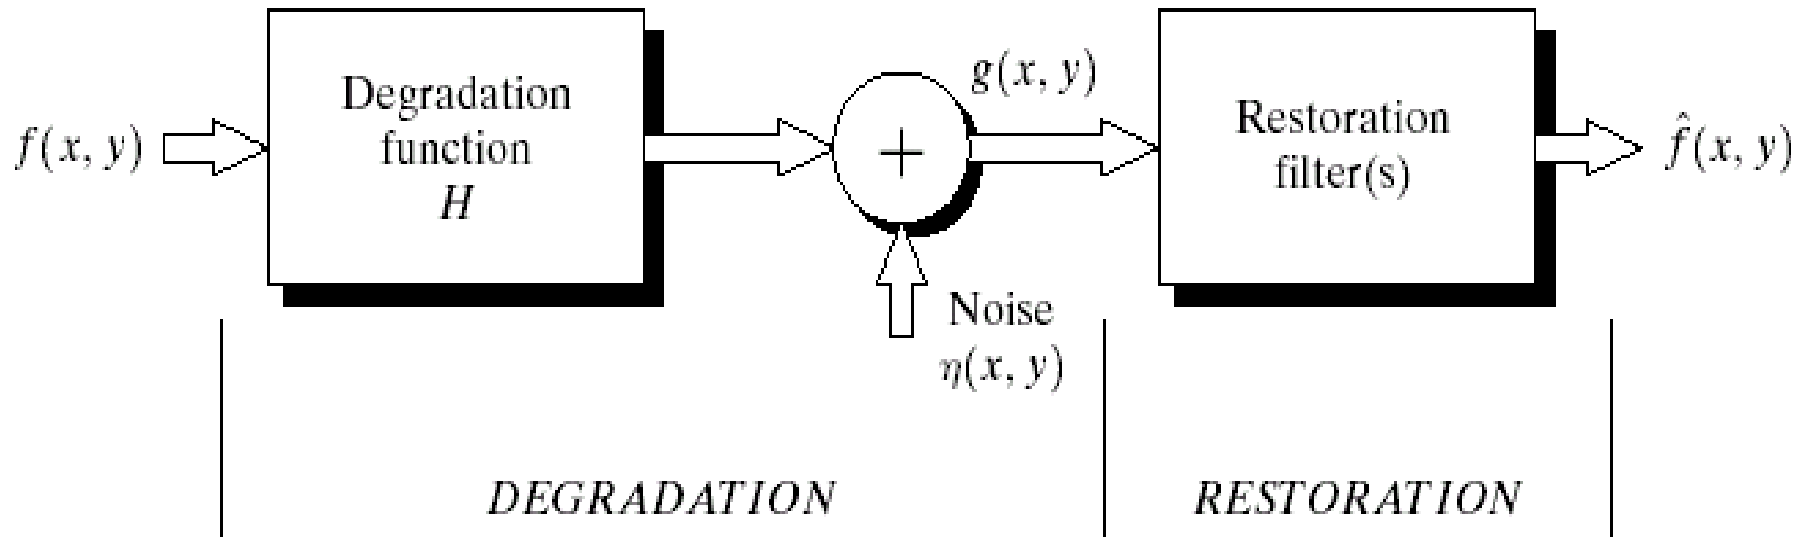 f(x, y)
Degradation
function
H
+
g(x, y)
Noise
η(x, y)
Restoration
filter(s)
f̂(x, y)
DEGRADATION
RESTORATION